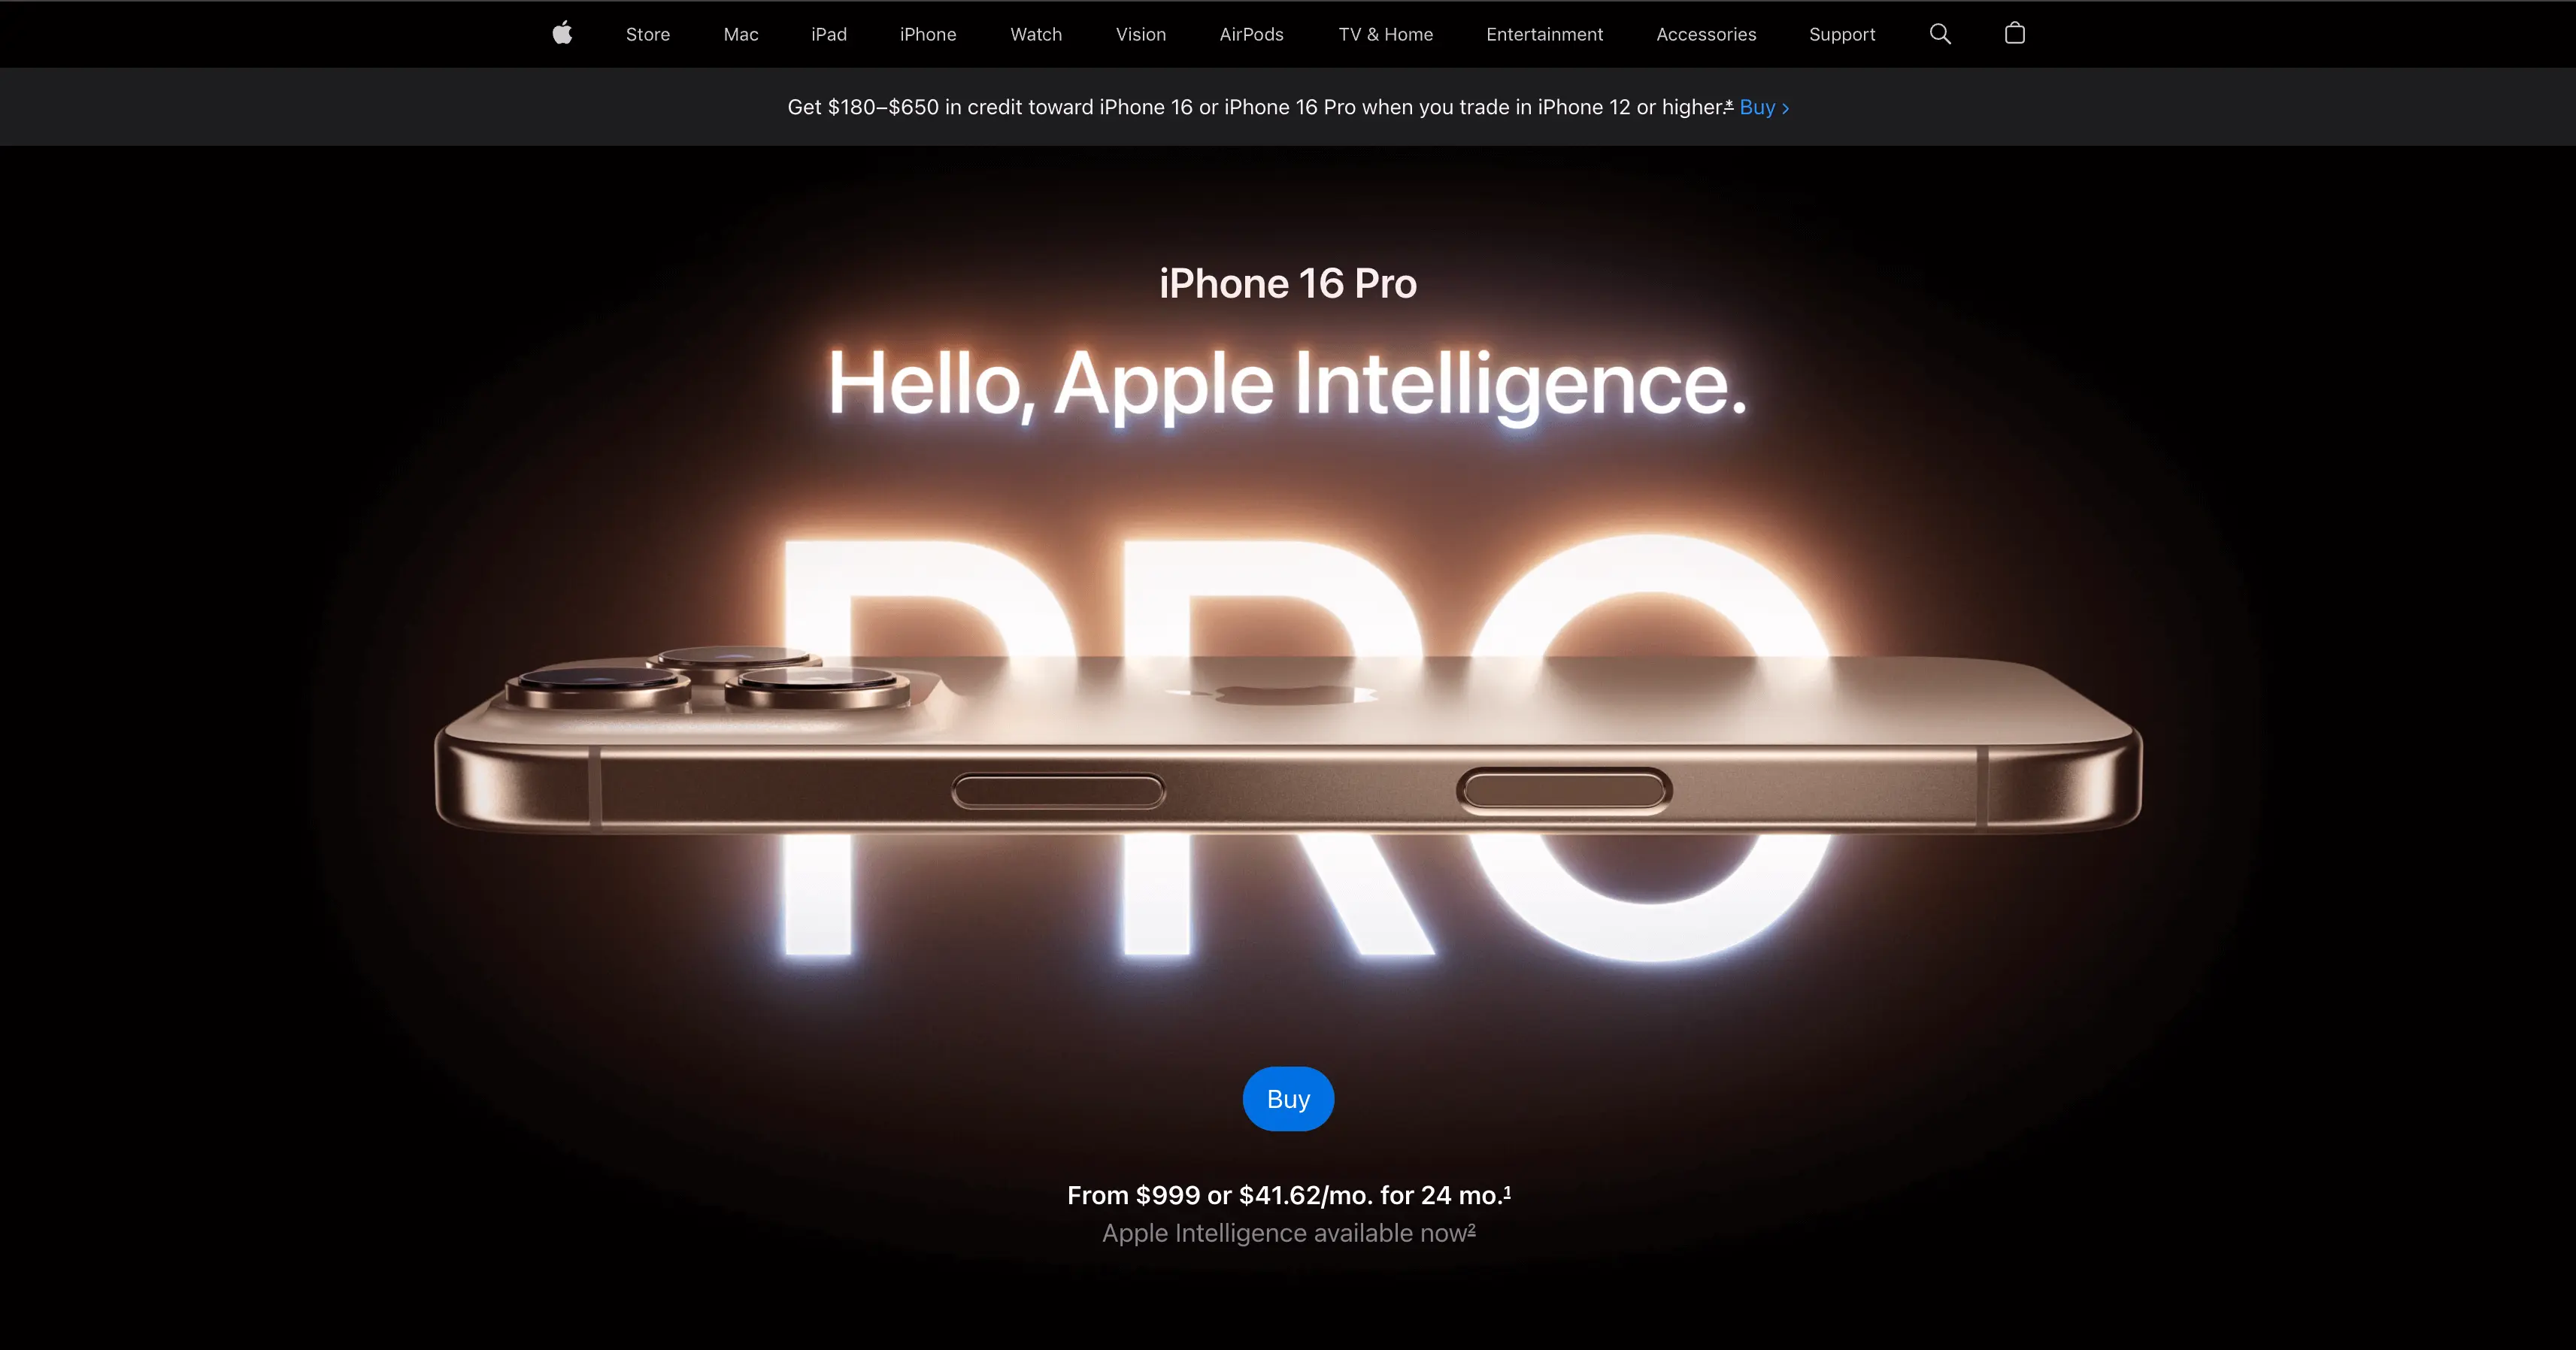 Store Mac iPad iPhone Watch Vision AirPods TV & Home Entertainment Accessories Support
Get $180–$650 in credit toward iPhone 16 or iPhone 16 Pro when you trade in iPhone 12 or higher.* Buy >
iPhone 16 Pro
Hello, Apple Intelligence.
PRO
Buy
From $999 or $41.62/mo. for 24 mo.¹
Apple Intelligence available now²